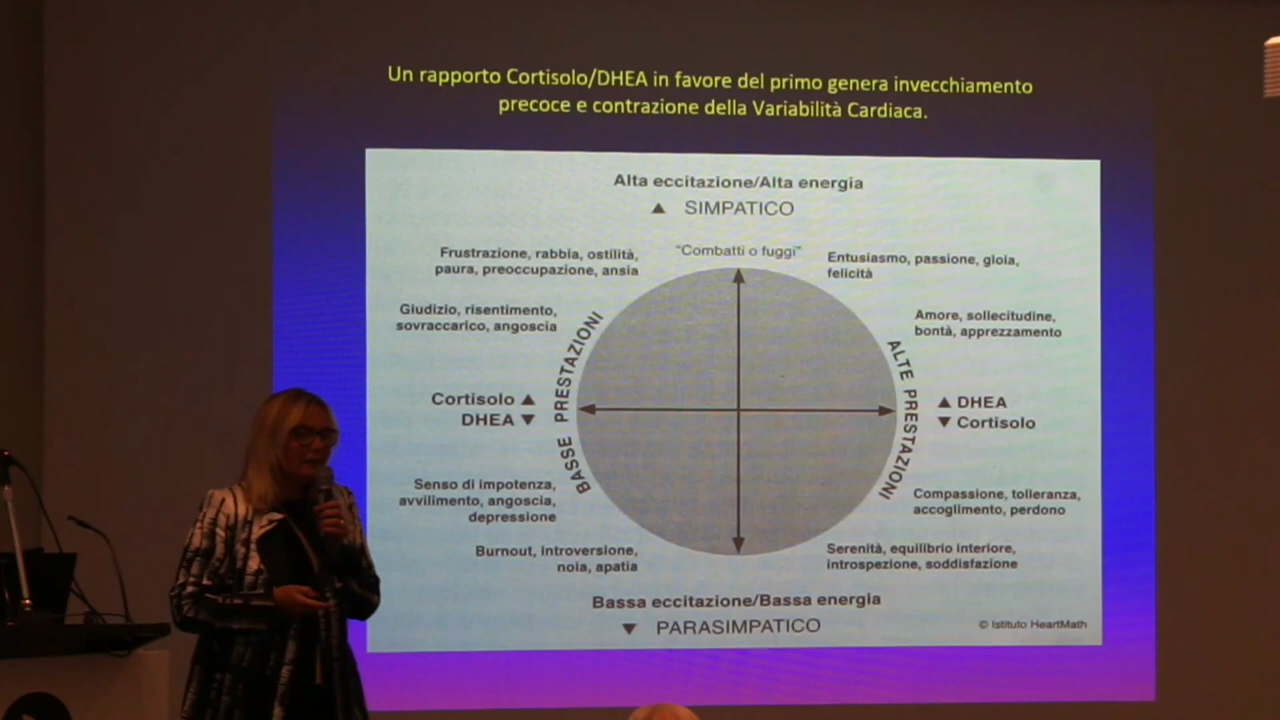 Un rapporto Cortisolo/DHEA in favore del primo genera invecchiamento
precoce e contrazione della Variabilità Cardiaca.
Alta eccitazione/Alta energia
▲ SIMPATICO
"Combatti o fuggi"
Frustrazione, rabbia, ostilità,
paura, preoccupazione, ansia
Entusiasmo, passione, gioia,
felicità
Giudizio, risentimento,
sovraccarico, angoscia
Amore, sollecitudine,
bontà, apprezzamento
BASSE PRESTAZIONI
ALTE PRESTAZIONI
Cortisolo ▲
DHEA ▼
▲ DHEA
▼ Cortisolo
Senso di impotenza,
avvilimento, angoscia,
depressione
Compassione, tolleranza,
accoglimento, perdono
Burnout, introversione,
noia, apatia
Serenità, equilibrio interiore,
introspezione, soddisfazione
Bassa eccitazione/Bassa energia
▼ PARASIMPATICO
© Istituto HeartMath